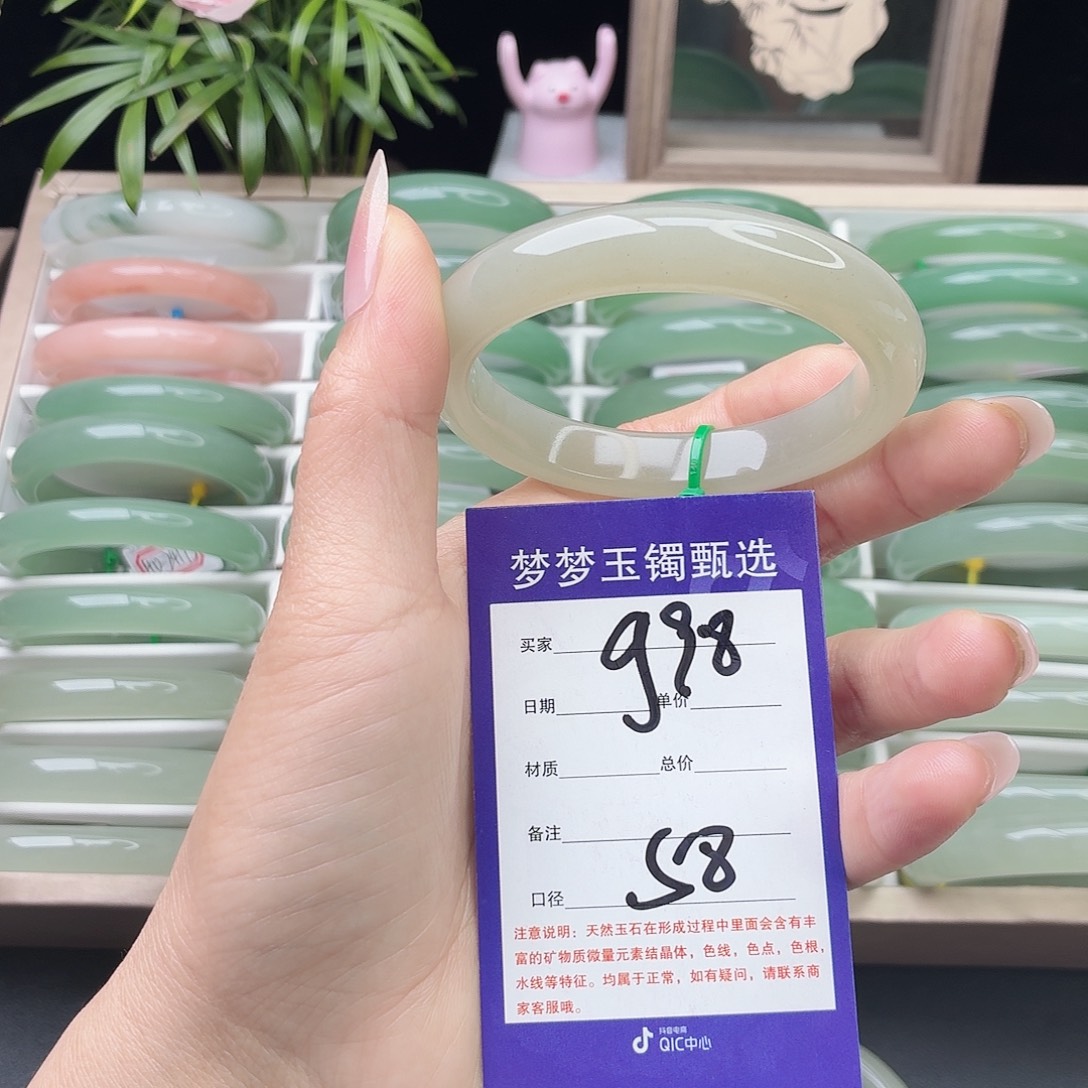 梦梦玉镯甄选
买家 998
日期 单价
材质 总价
备注
口径 58
注意说明：天然玉石在形成过程中里面会含有丰
富的矿物质微量元素结晶体，色线，色点，色根，
水线等特征。均属于正常，如有疑问，请联系商
家客服哦。
抖音电商
QIC中心